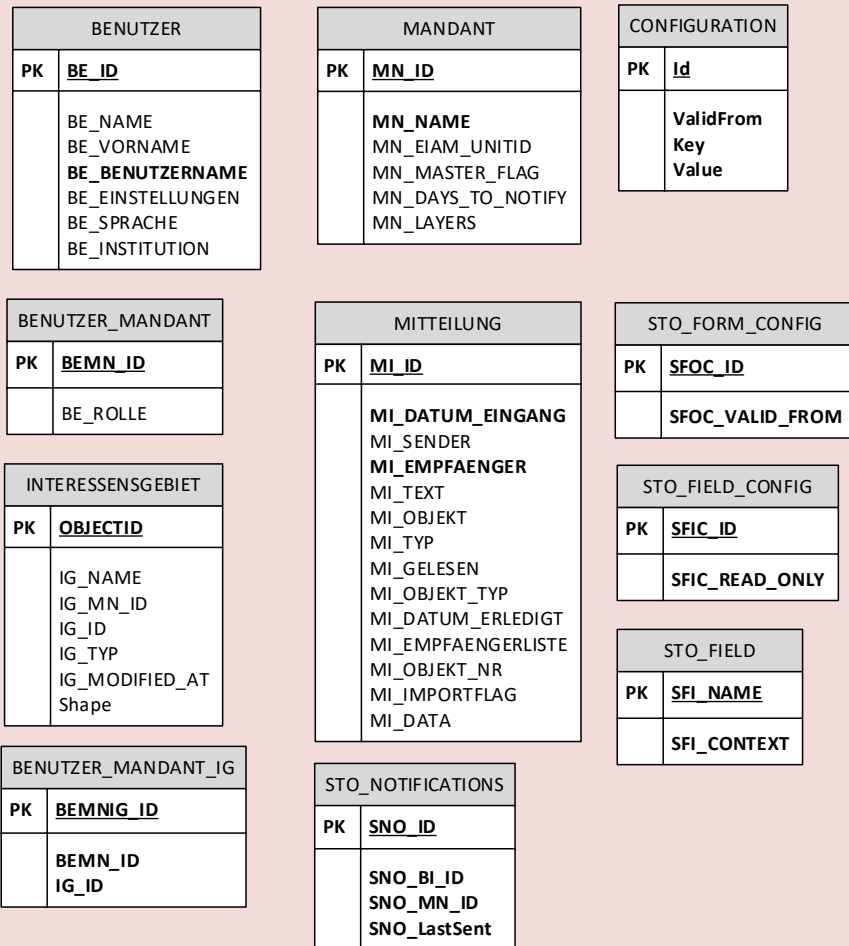 BENUTZER
PK BE_ID
BE_NAME
BE_VORNAME
BE_BENUTZERNAME
BE_EINSTELLUNGEN
BE_SPRACHE
BE_INSTITUTION
MANDANT
PK MN_ID
MN_NAME
MN_EIAM_UNITID
MN_MASTER_FLAG
MN_DAYS_TO_NOTIFY
MN_LAYERS
CONFIGURATION
PK Id
ValidFrom
Key
Value
BENUTZER_MANDANT
PK BEMN_ID
BE_ROLLE
MITTEILUNG
PK MI_ID
MI_DATUM_EINGANG
MI_SENDER
MI_EMPFAENGER
MI_TEXT
MI_OBJEKT
MI_TYP
MI_GELESEN
MI_OBJEKT_TYP
MI_DATUM_ERLEDIGT
MI_EMPFAENGERLISTE
MI_OBJEKT_NR
MI_IMPORTFLAG
MI_DATA
STO_FORM_CONFIG
PK SFOC_ID
SFOC_VALID_FROM
INTERESSENSGEBIET
PK OBJECTID
IG_NAME
IG_MN_ID
IG_ID
IG_TYP
IG_MODIFIED_AT
Shape
STO_FIELD_CONFIG
PK SFIC_ID
SFIC_READ_ONLY
STO_FIELD
PK SFI_NAME
SFI_CONTEXT
BENUTZER_MANDANT_IG
PK BEMNIG_ID
BEMN_ID
IG_ID
STO_NOTIFICATIONS
PK SNO_ID
SNO_BI_ID
SNO_MN_ID
SNO_LastSent